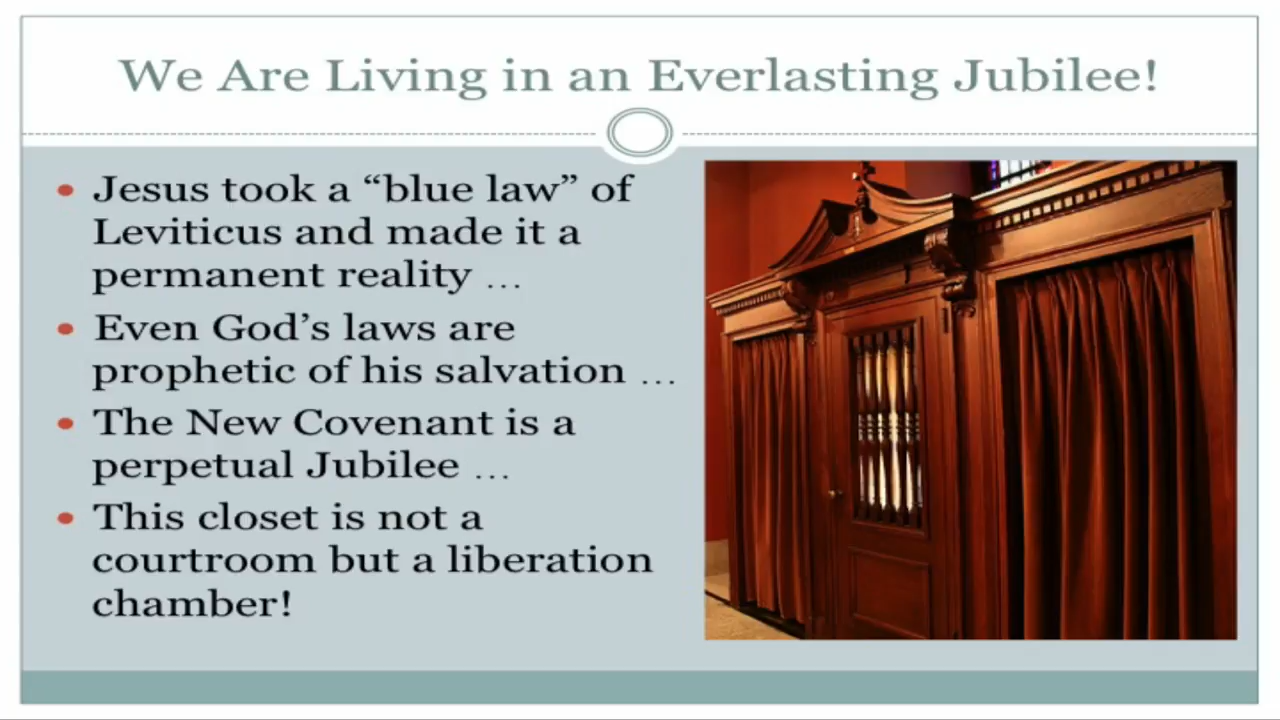 We Are Living in an Everlasting Jubilee!
Jesus took a “blue law” of
Leviticus and made it a
permanent reality …
Even God’s laws are
prophetic of his salvation …
The New Covenant is a
perpetual Jubilee …
This closet is not a
courtroom but a liberation
chamber!